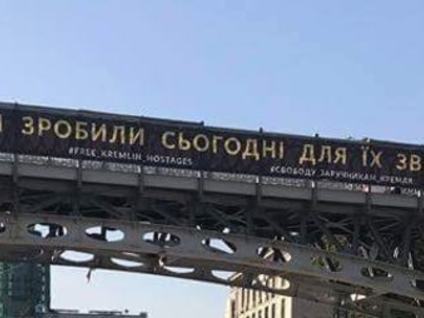 ЗРОБИЛИ СЬОГОДНІ ДЛЯ ЇХ ЗВ
#FREE_KREMLIN_HOSTAGES
#СВОБОДУ_ЗАРУЧНИКАМ_КРЕМЛЯ